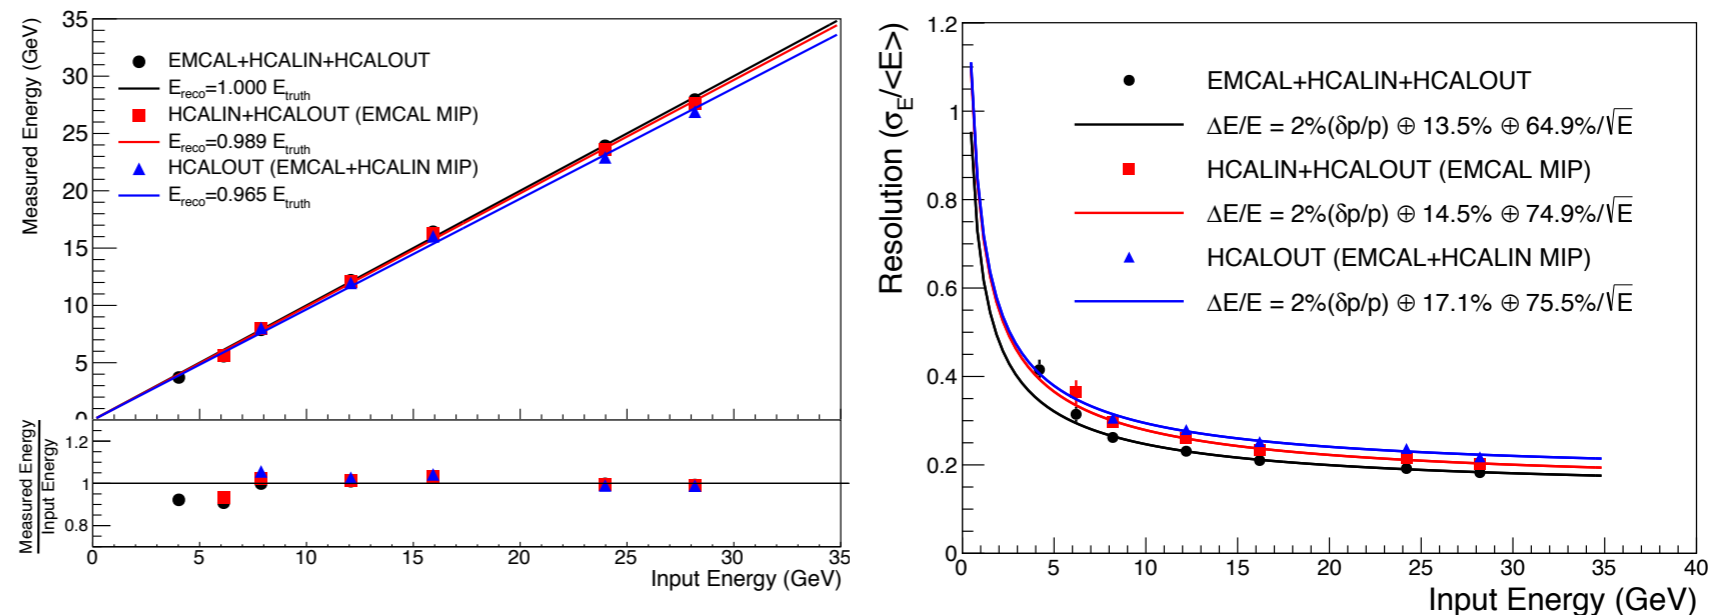 Measured Energy (GeV)
35
30
25
20
15
10
5
0
EMCAL+HCALIN+HCALOUT
E_reco=1.000 E_truth
HCALIN+HCALOUT (EMCAL MIP)
E_reco=0.989 E_truth
HCALOUT (EMCAL+HCALIN MIP)
E_reco=0.965 E_truth
Measured Energy
Input Energy
1.2
1
0.8
0 5 10 15 20 25 30 35
Input Energy (GeV)
Resolution (σ_E/<E>)
1.2
1
0.8
0.6
0.4
0.2
0
EMCAL+HCALIN+HCALOUT
ΔE/E = 2%(δp/p) ⊕ 13.5% ⊕ 64.9%/√E
HCALIN+HCALOUT (EMCAL MIP)
ΔE/E = 2%(δp/p) ⊕ 14.5% ⊕ 74.9%/√E
HCALOUT (EMCAL+HCALIN MIP)
ΔE/E = 2%(δp/p) ⊕ 17.1% ⊕ 75.5%/√E
0 5 10 15 20 25 30 35 40
Input Energy (GeV)